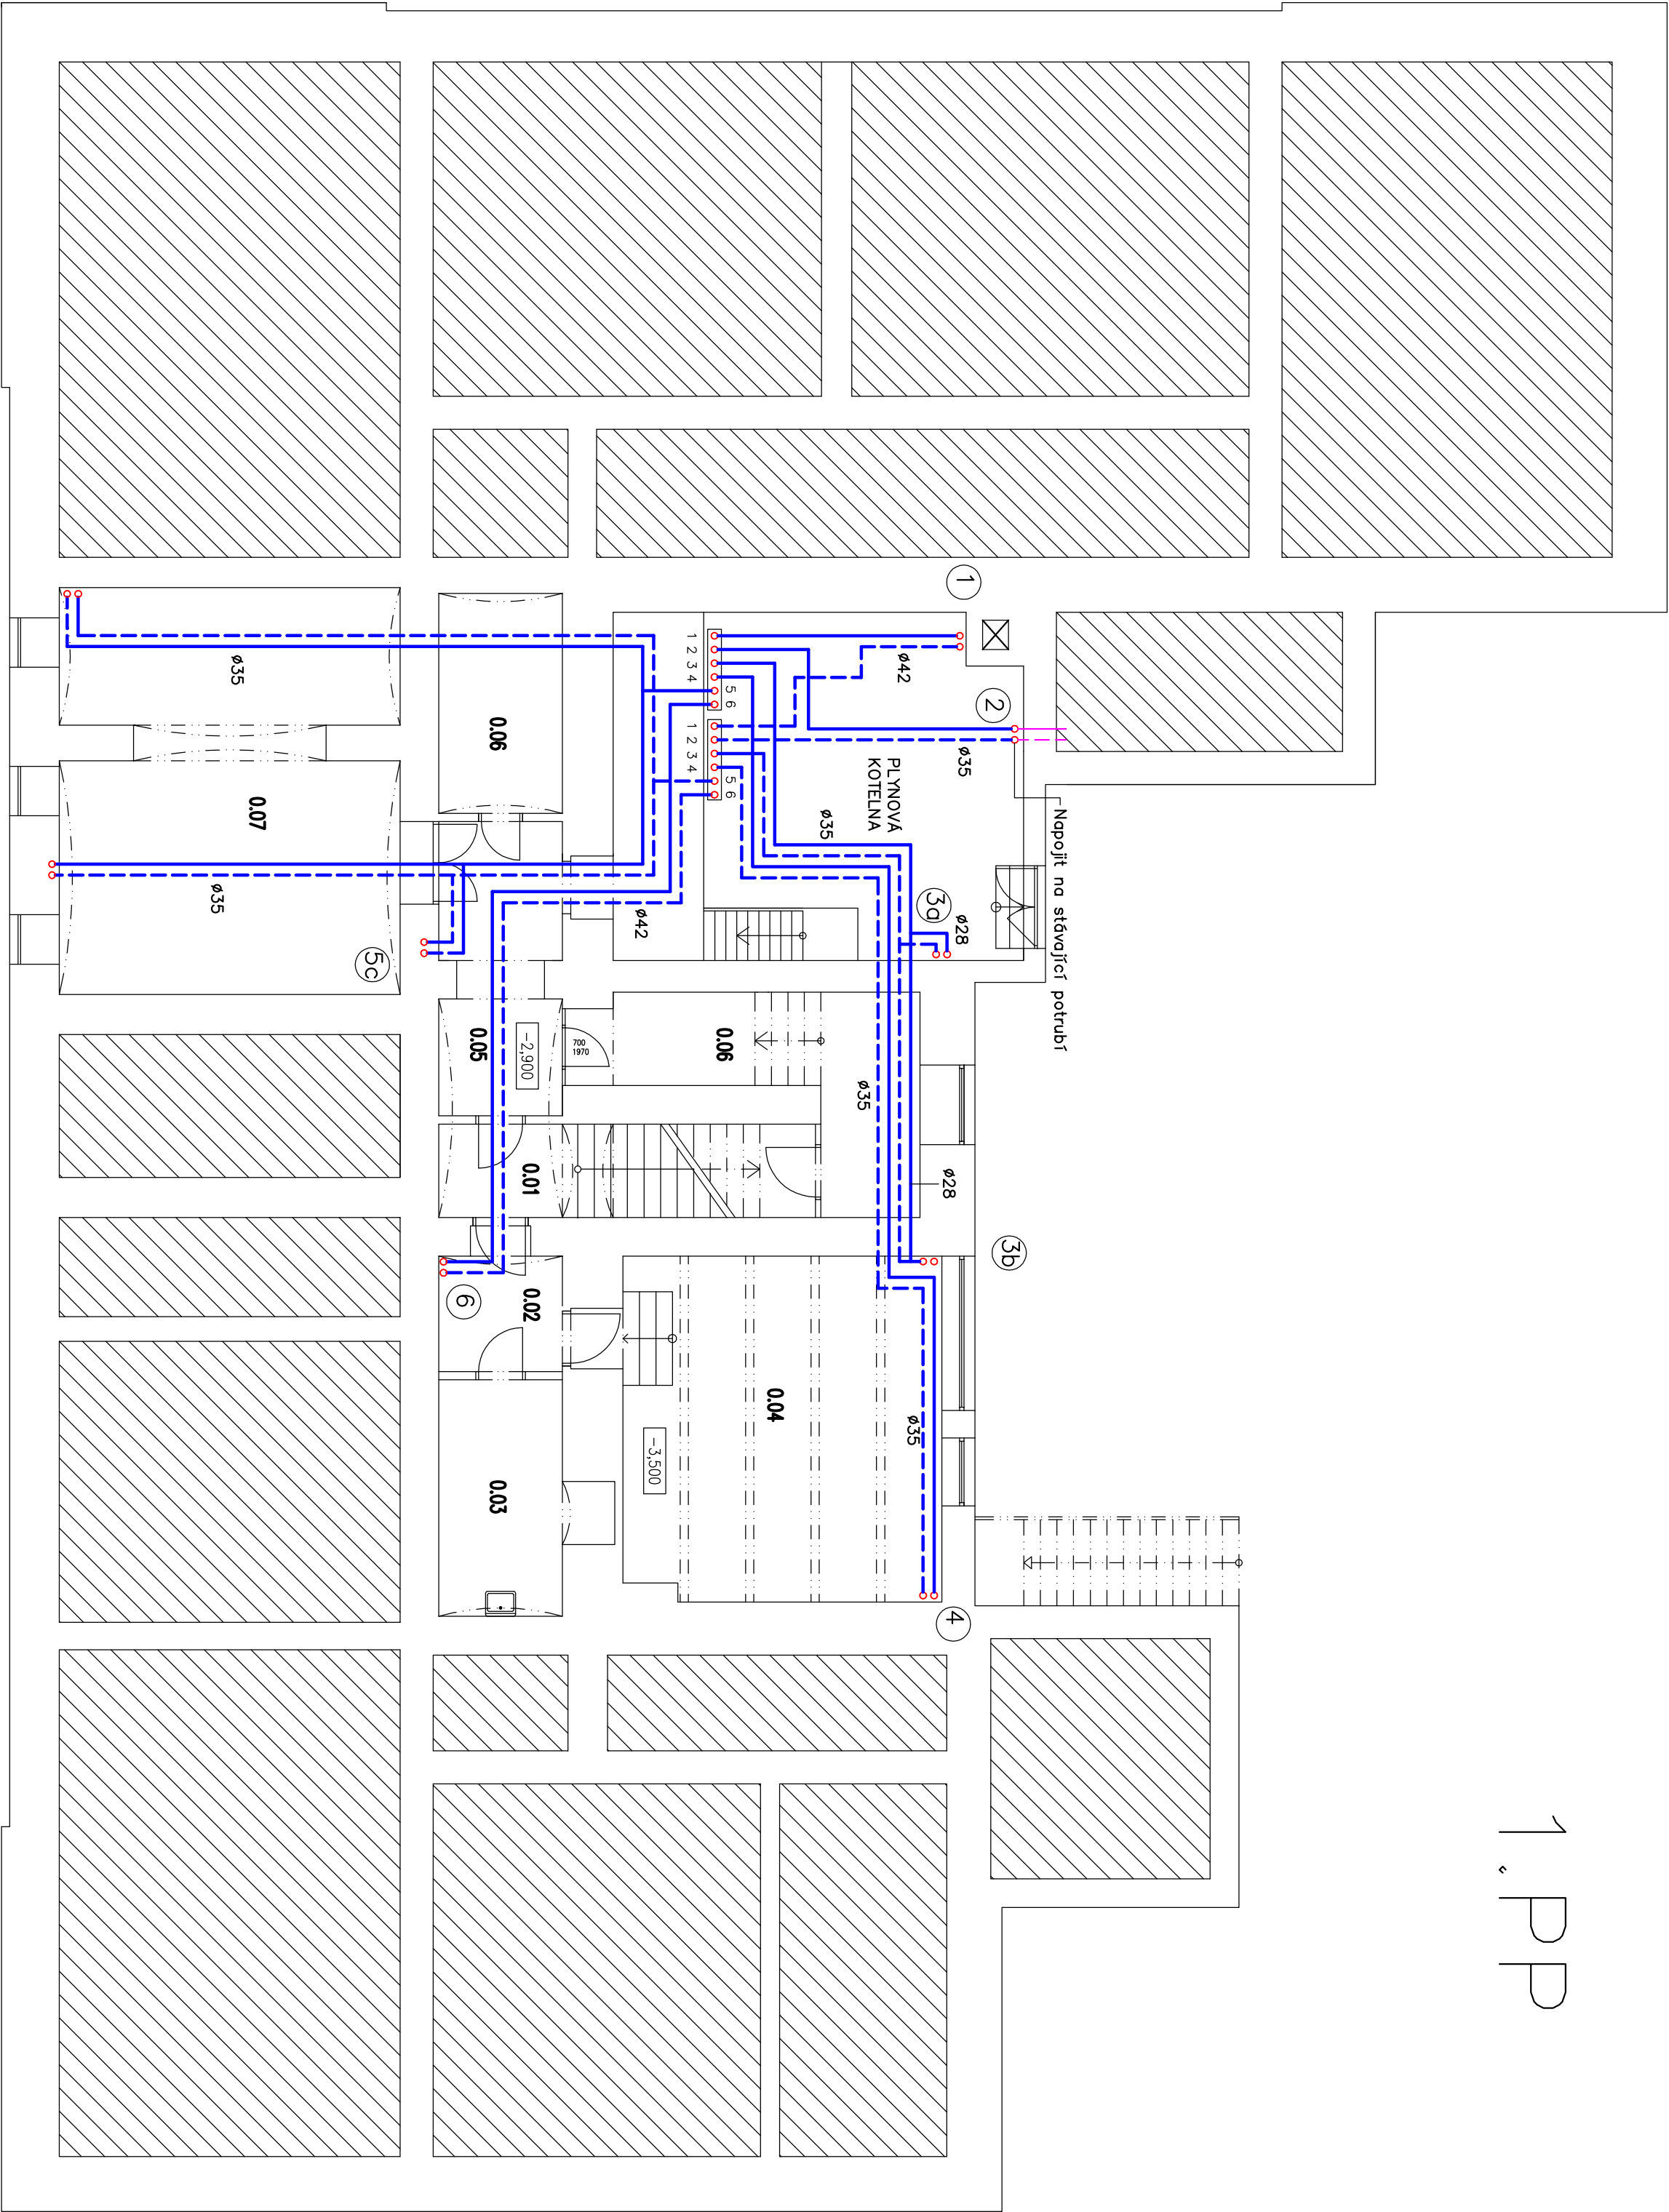 1.PP
Napojit na stávající potrubí
1
2
3a
3b
4
5c
6
ø42
ø35
PLYNOVÁ
KOTELNA
ø35
ø28
ø35
ø28
ø35
ø42
ø35
ø35
1 2 3 4 5 6
1 2 3 4 5 6
0.06
0.07
0.05
-2,900
700
1970
0.06
0.01
0.02
0.03
0.04
-3,500